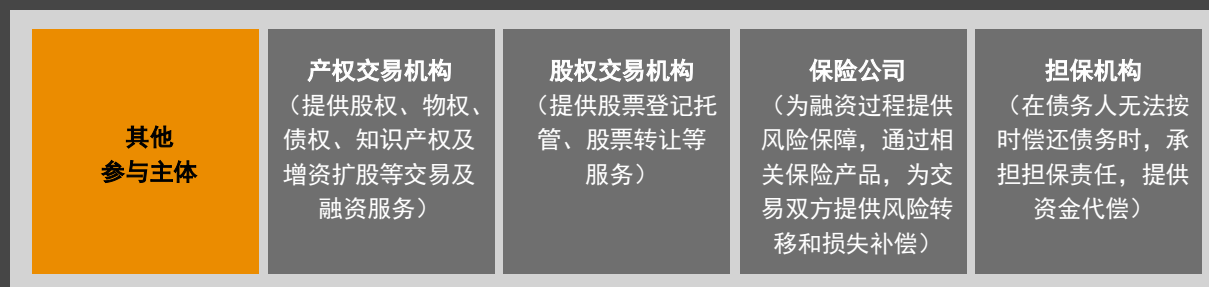 其他
参与主体
产权交易机构
（提供股权、物权、
债权、知识产权及
增资扩股等交易及
融资服务）
股权交易机构
（提供股票登记托
管、股票转让等
服务）
保险公司
（为融资过程提供
风险保障，通过相
关保险产品，为交
易双方提供风险转
移和损失补偿）
担保机构
（在债务人无法按
时偿还债务时，承
担担保责任，提供
资金代偿）